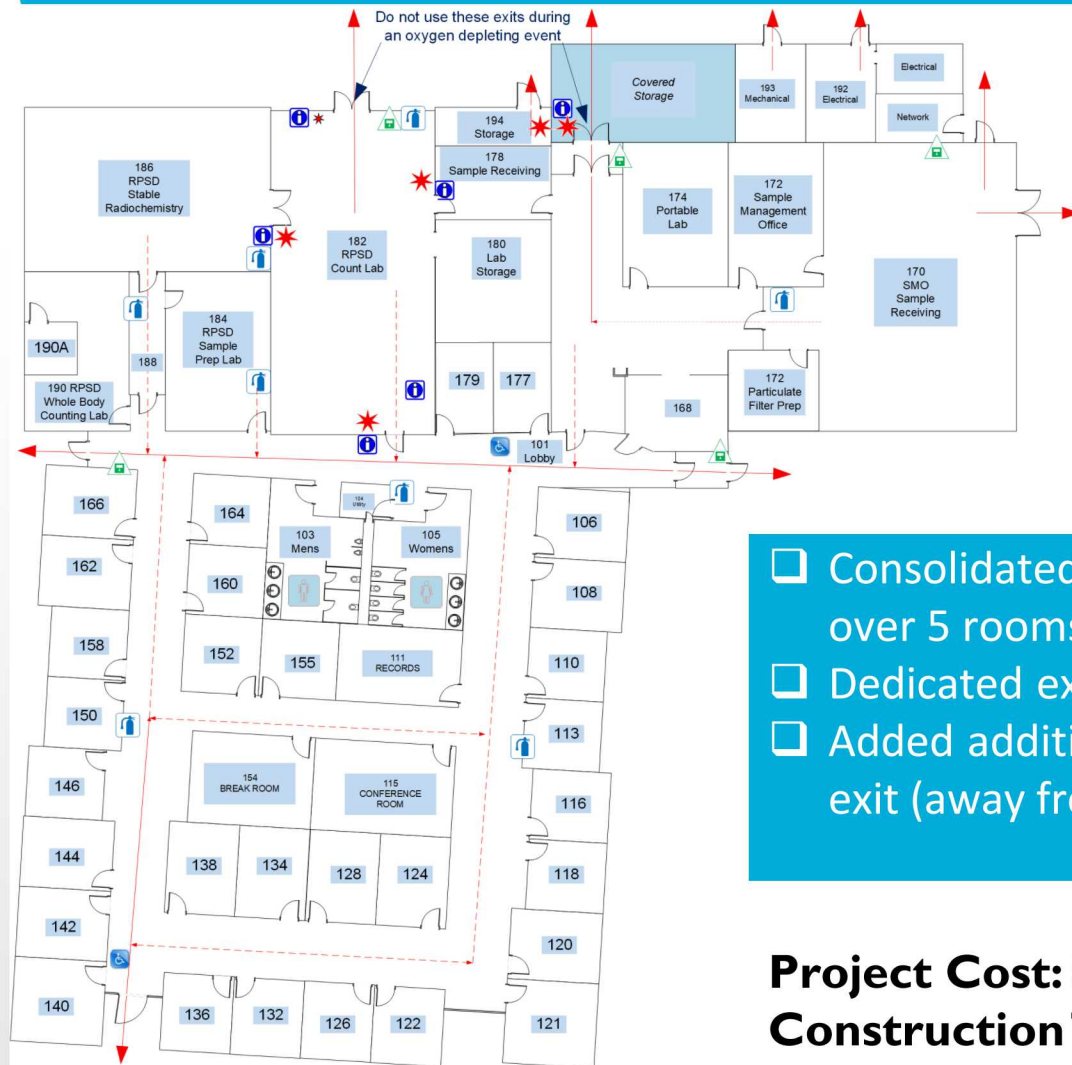 Do not use these exits during
an oxygen depleting event
Covered
Storage
193
Mechanical
192
Electrical
Electrical
Network
194
Storage
178
Sample Receiving
186
RPSD
Stable
Radiochemistry
182
RPSD
Count Lab
180
Lab
Storage
174
Portable
Lab
172
Sample
Management
Office
170
SMO
Sample
Receiving
190A
188
184
RPSD
Sample
Prep Lab
190 RPSD
Whole Body
Counting Lab
179
177
168
172
Particulate
Filter Prep
101
Lobby
166
164
104
Utility
103
Mens
105
Womens
106
162
160
108
158
152
155
111
RECORDS
110
150
113
146
154
BREAK ROOM
115
CONFERENCE
ROOM
116
144
138
134
128
124
118
142
120
140
136
132
126
122
121
❑ Consolidated
over 5 rooms
❑ Dedicated ex
❑ Added additi
exit (away fro
Project Cost:
Construction